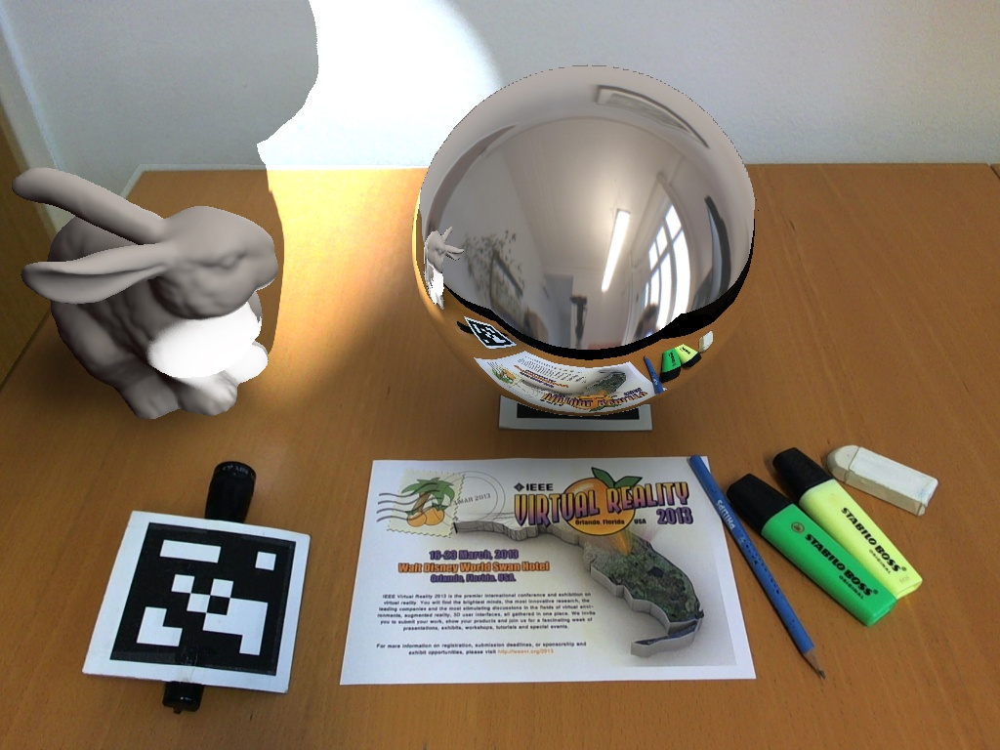 MAR 2013
IEEE
VIRTUAL REALITY
Orlando, Florida USA 2013
16-23 March, 2013
Walt Disney World Swan Hotel
Orlando, Florida, USA.
IEEE Virtual Reality 2013 is the premier international conference and exhibition on
virtual reality. You will find the brightest minds, the most innovative research, the
leading companies and the most stimulating discussions in the fields of virtual envi-
ronments, augmented reality, 3D user interfaces, all gathered in one place. We invite
you to submit your work, show your products and join us for a fascinating week of
presentations, exhibits, workshops, tutorials and special events.
For more information on registration, submission deadlines, or sponsorship and
exhibit opportunities, please visit http://ieeevr.org/2013
PHILIPS
STABILO BOSS
ORIGINAL
STABILO BOSS
ORIGINAL